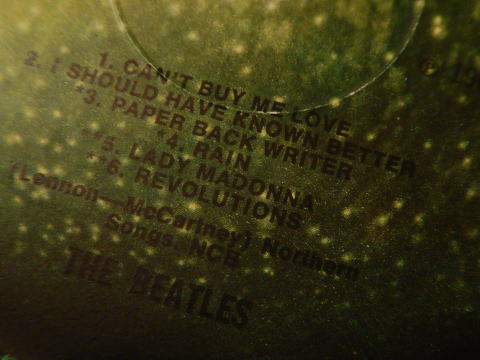 1. CAN'T BUY ME LOVE
2. I SHOULD HAVE KNOWN BETTER
*3. PAPER BACK WRITER
*4. RAIN
**5. LADY MADONNA
**6. REVOLUTIONS
(Lennon—McCartney) Northern
Songs. NCB
THE BEATLES
℗ 19